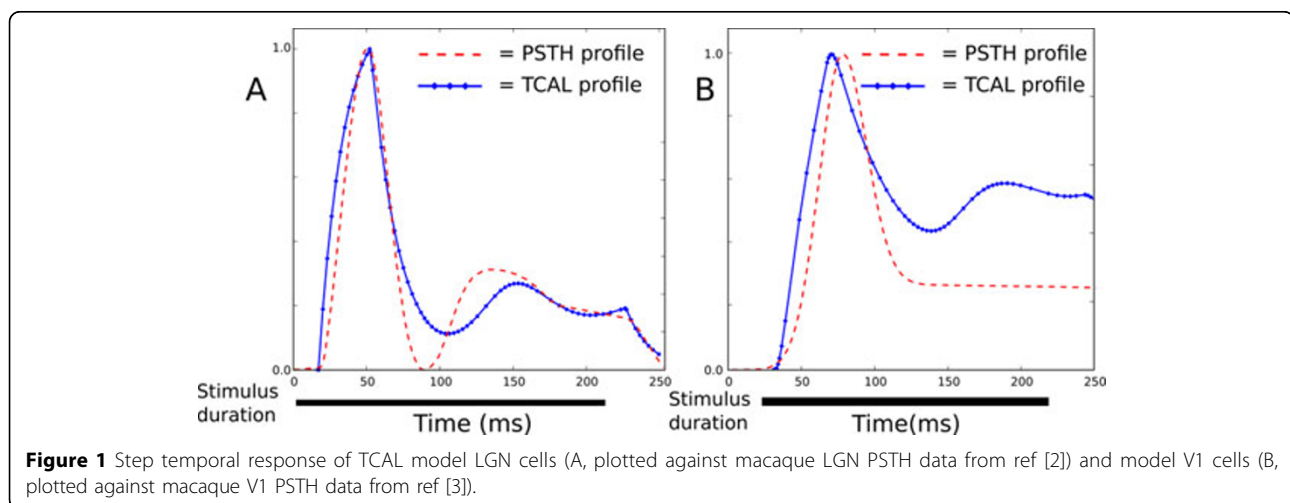 1.0
A
= PSTH profile
= TCAL profile
0.0
0 50 100 150 200 250
Stimulus
duration
Time (ms)
1.0
B
= PSTH profile
= TCAL profile
0.0
0 50 100 150 200 250
Stimulus
duration
Time(ms)
Figure 1 Step temporal response of TCAL model LGN cells (A, plotted against macaque LGN PSTH data from ref [2]) and model V1 cells (B,
plotted against macaque V1 PSTH data from ref [3]).